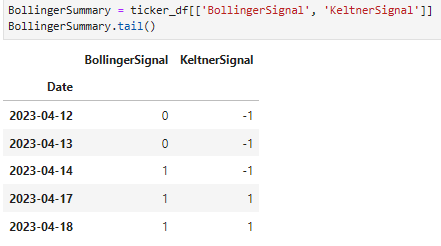 BollingerSummary = ticker_df[['BollingerSignal', 'KeltnerSignal']]
BollingerSummary.tail()
BollingerSignal KeltnerSignal
Date
2023-04-12 0 -1
2023-04-13 0 -1
2023-04-14 1 -1
2023-04-17 1 1
2023-04-18 1 1